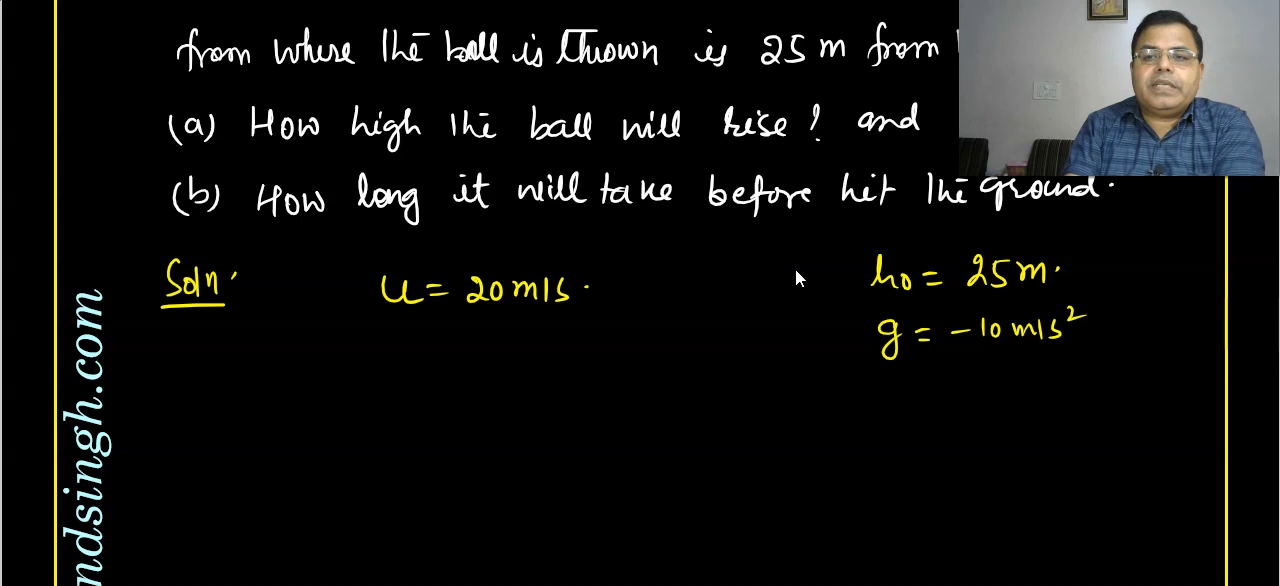 from where the ball is thrown is 25 m from
(a) How high the ball will rise? and
(b) How long it will take before hit the ground.
Soln.
u = 20 m/s.
h0 = 25 m.
g = -10 m/s²
ndsingh.com